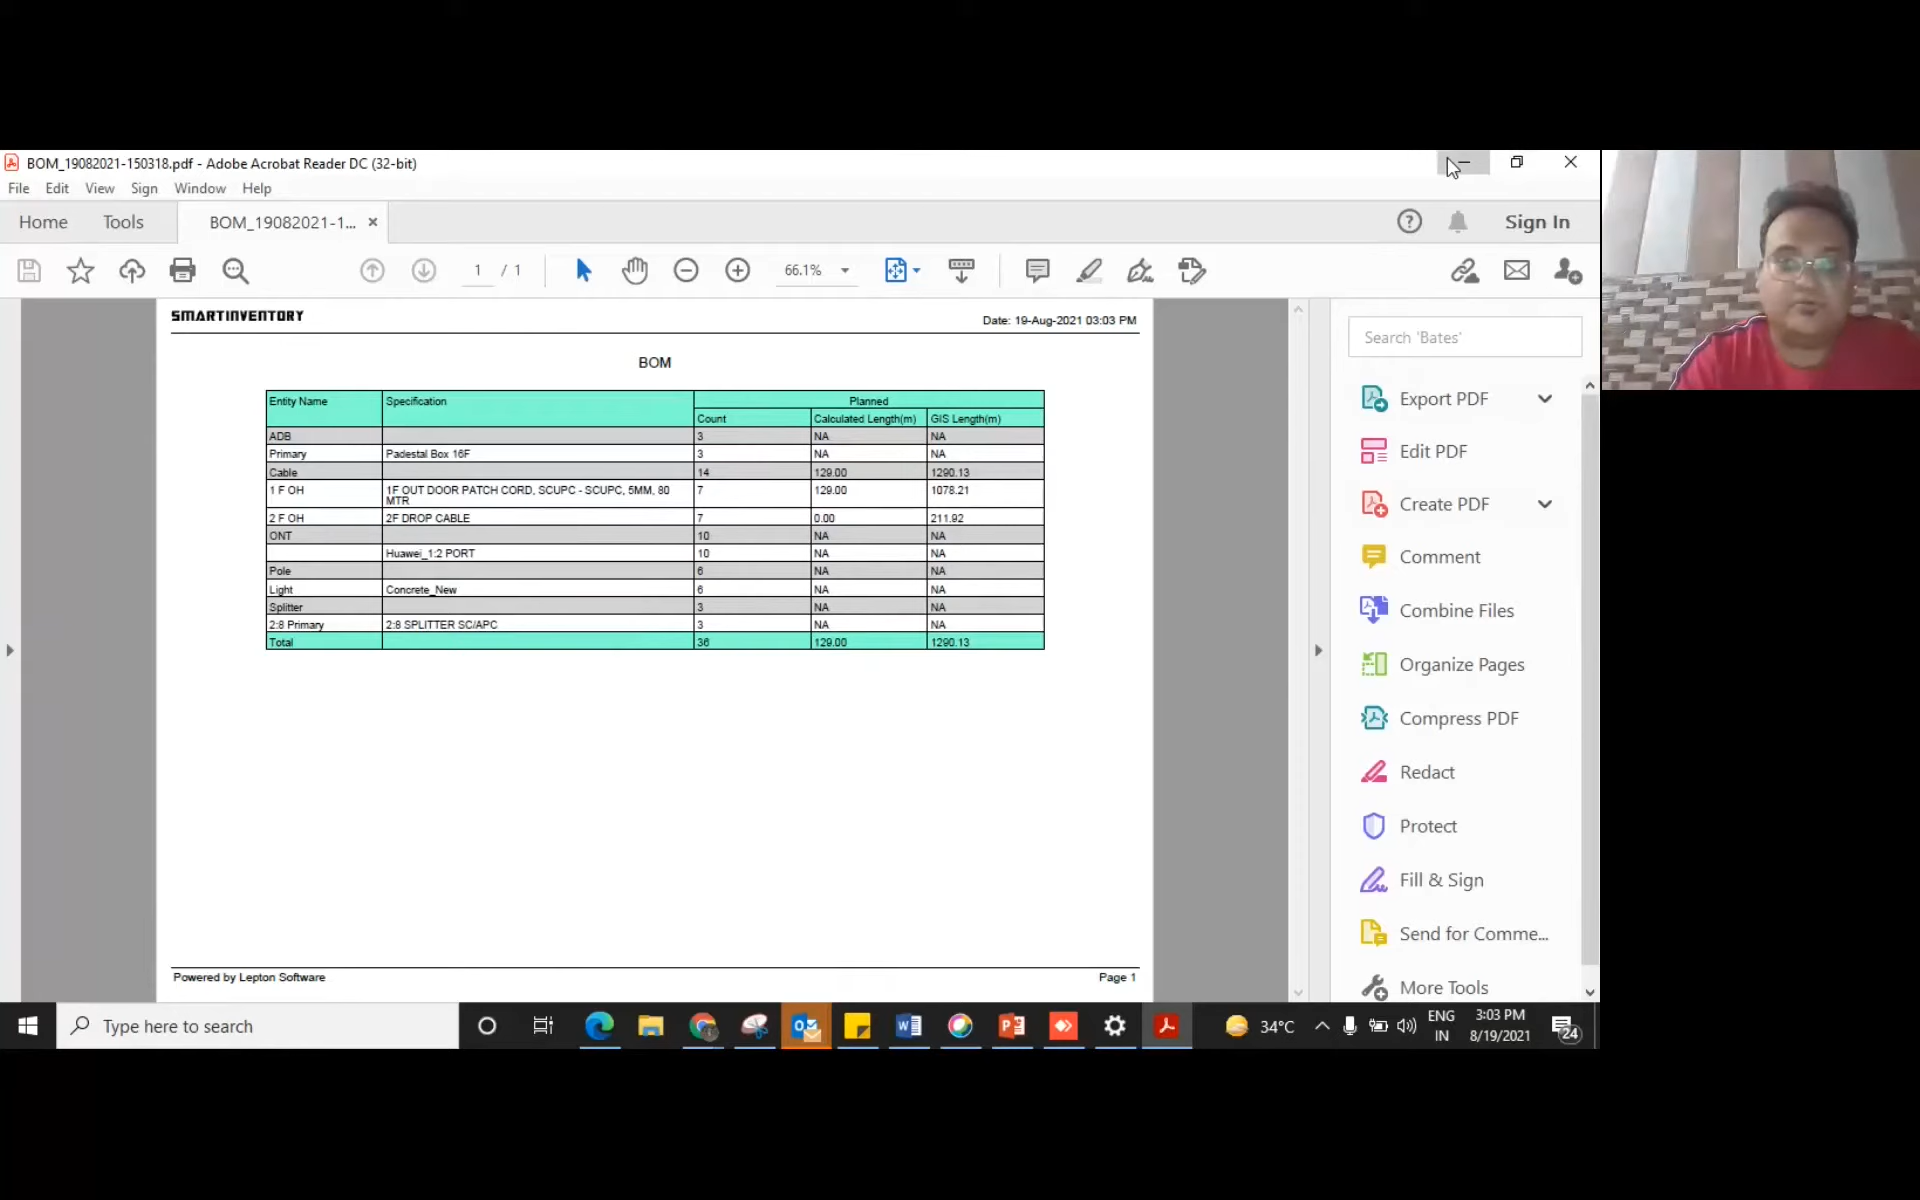 BOM_19082021-150318.pdf - Adobe Acrobat Reader DC (32-bit)
File Edit View Sign Window Help
Home Tools BOM_19082021-1... × Sign In
1 / 1 66.1%
SMARTINVENTORY
Date: 19-Aug-2021 03:03 PM
BOM
Entity Name Specification Planned
Count Calculated Length(m) GIS Length(m)
ADB 3 NA NA
Primary Padestal Box 16F 3 NA NA
Cable 14 129.00 1290.13
1 F OH 1F OUT DOOR PATCH CORD, SCUPC - SCUPC, 5MM, 80 7 129.00 1078.21
MTR
2 F OH 2F DROP CABLE 7 0.00 211.92
ONT 10 NA NA
Huawei_1:2 PORT 10 NA NA
Pole 6 NA NA
Light Concrete_New 6 NA NA
Splitter 3 NA NA
2:8 Primary 2:8 SPLITTER SC/APC 3 NA NA
Total 36 129.00 1290.13
Powered by Lepton Software Page 1
Search 'Bates'
Export PDF
Edit PDF
Create PDF
Comment
Combine Files
Organize Pages
Compress PDF
Redact
Protect
Fill & Sign
Send for Comme...
More Tools
Type here to search
34°C
ENG
IN
3:03 PM
8/19/2021
24